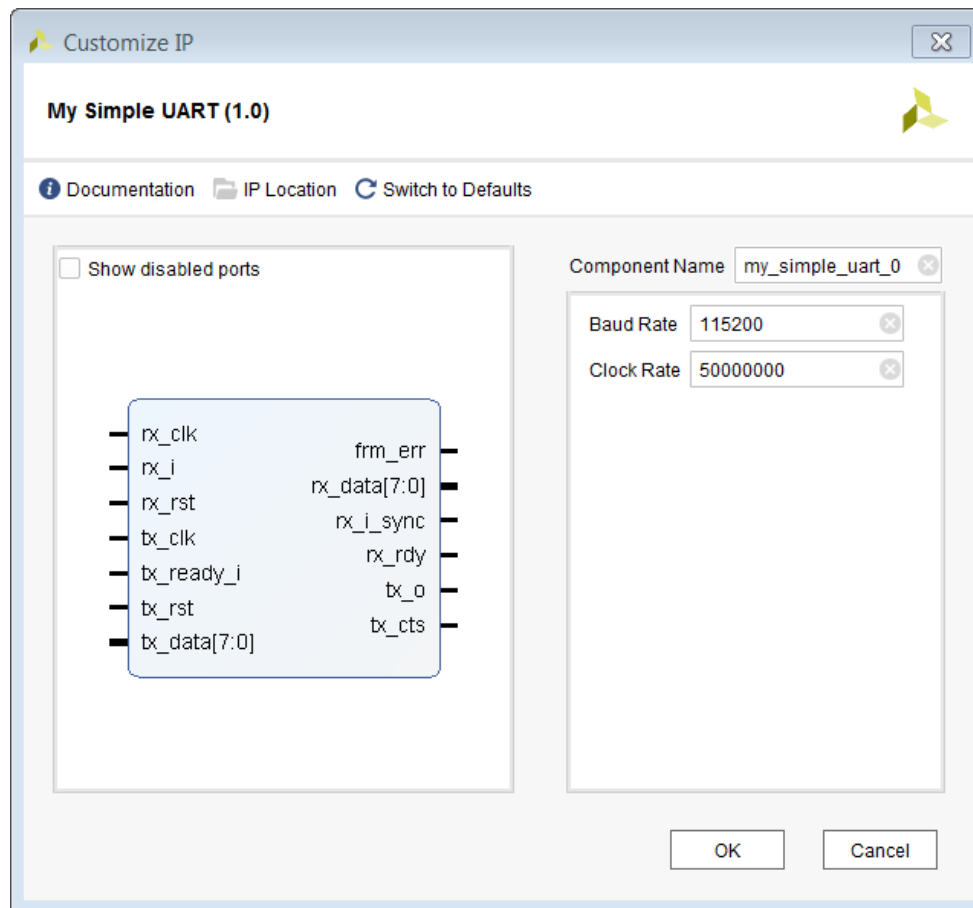 Customize IP
My Simple UART (1.0)
Documentation IP Location Switch to Defaults
Show disabled ports
rx_clk
rx_i
rx_rst
tx_clk
tx_ready_i
tx_rst
tx_data[7:0]
frm_err
rx_data[7:0]
rx_i_sync
rx_rdy
tx_o
tx_cts
Component Name my_simple_uart_0
Baud Rate 115200
Clock Rate 50000000
OK Cancel